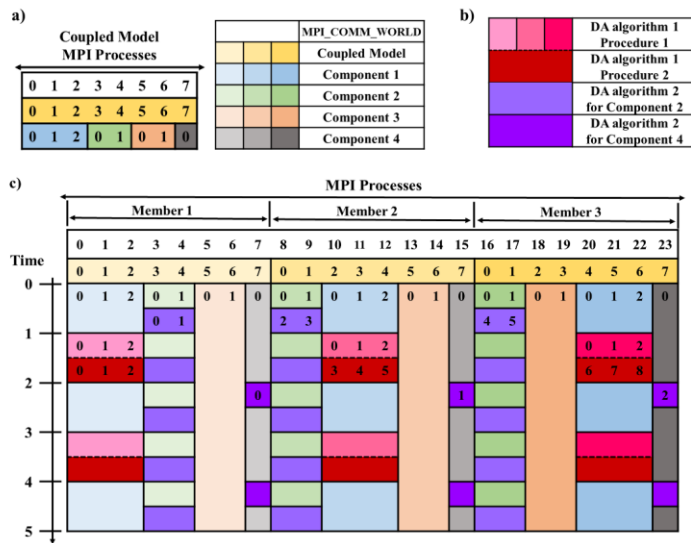 a)
Coupled Model
MPI Processes
0 1 2 3 4 5 6 7
0 1 2 3 4 5 6 7
0 1 2 0 1 0 1 0
MPI_COMM_WORLD
Coupled Model
Component 1
Component 2
Component 3
Component 4
b)
DA algorithm 1
Procedure 1
DA algorithm 1
Procedure 2
DA algorithm 2
for Component 2
DA algorithm 2
for Component 4
c)
MPI Processes
Member 1 Member 2 Member 3
0 1 2 3 4 5 6 7 8 9 10 11 12 13 14 15 16 17 18 19 20 21 22 23
Time
0 1 2 3 4 5 6 7 0 1 2 3 4 5 6 7 0 1 2 3 4 5 6 7
0
0 1 2 0 1 0 1 0 0 1 0 1 2 0 1 0 0 1 0 1 0 1 2 0
0 1 2 3 4 5
1
0 1 2 0 1 2 0 1 2
0 1 2 3 4 5 6 7 8
2
0 1 2
3
4
5